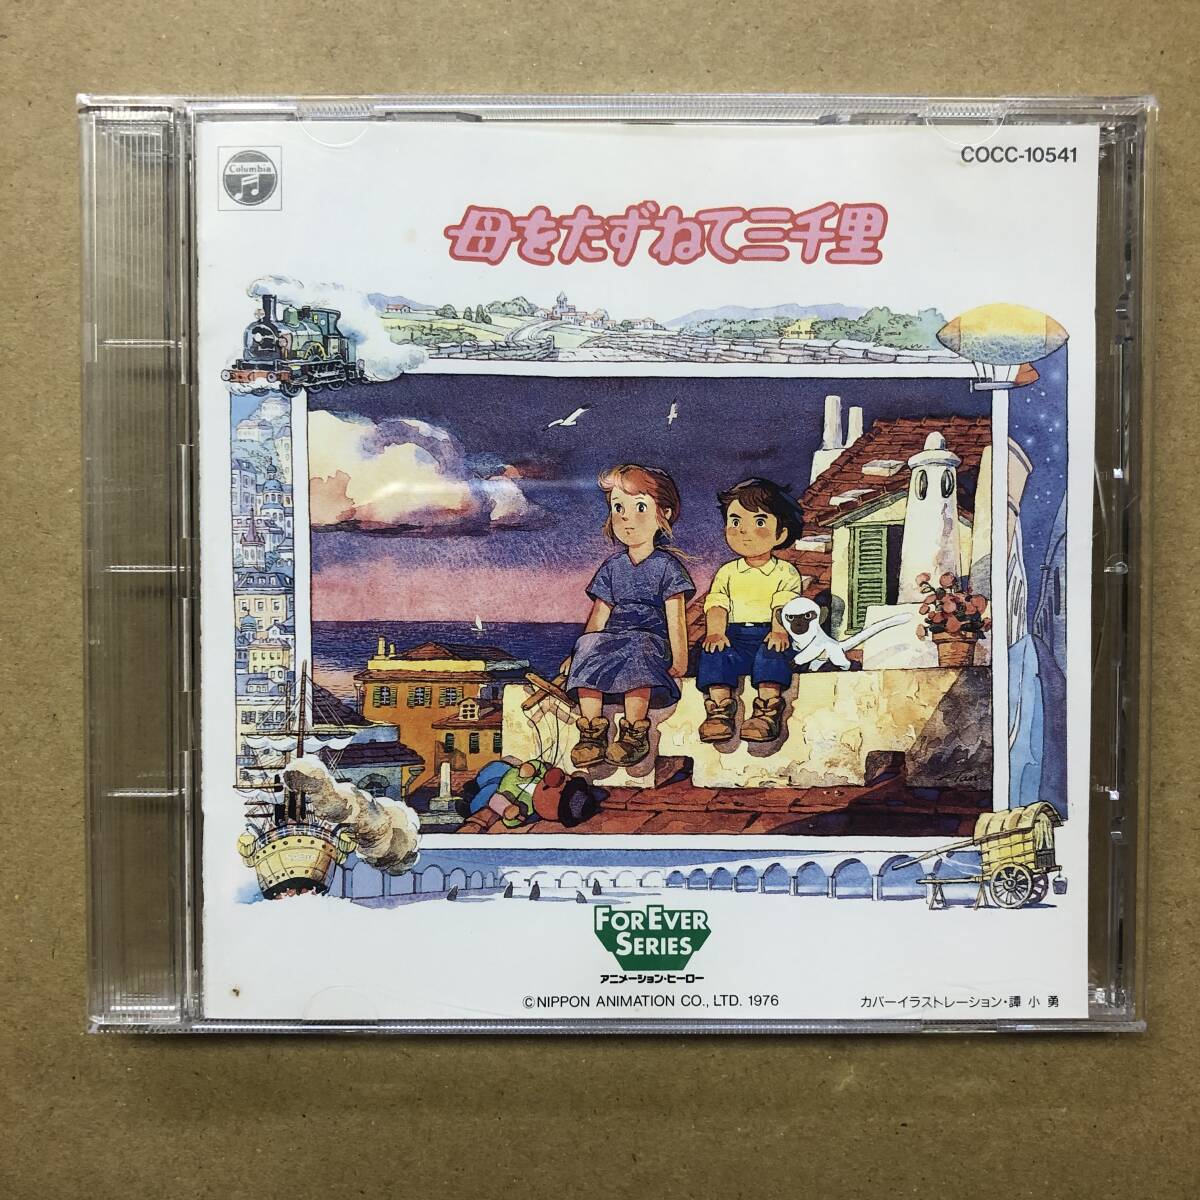 Columbia
COCC-10541
母をたずねて三千里
Tan
FOREVER
SERIES
アニメーション・ヒーロー
©NIPPON ANIMATION CO., LTD. 1976
カバーイラストレーション・譚 小 勇